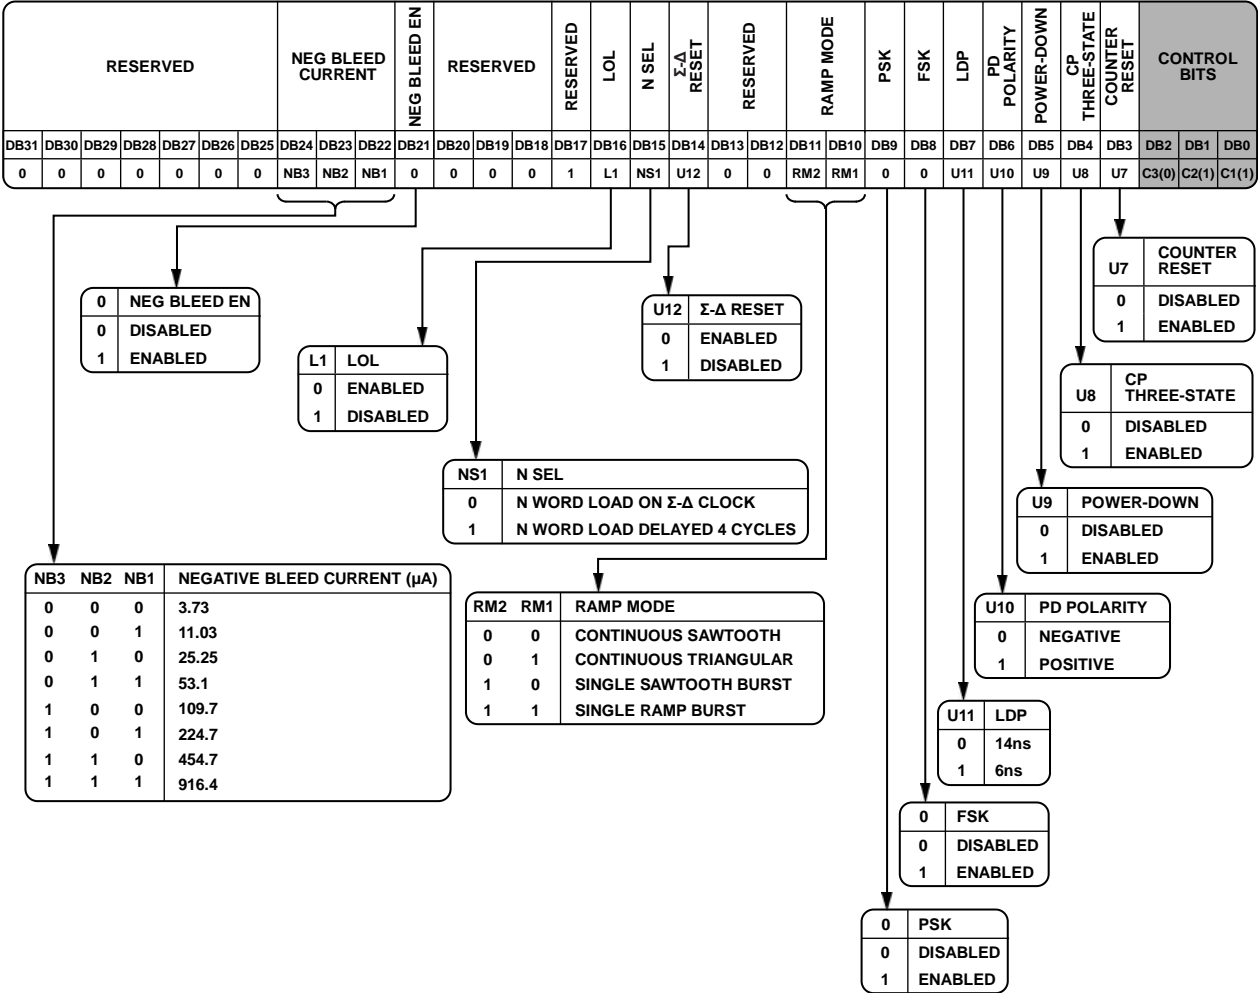 RESERVED
NEG BLEED
CURRENT
NEG BLEED EN
RESERVED
RESERVED
LOL
N SEL
Σ-Δ
RESET
RESERVED
RAMP MODE
PSK
FSK
LDP
PD
POLARITY
POWER-DOWN
CP
THREE-STATE
COUNTER
RESET
CONTROL
BITS
DB31 DB30 DB29 DB28 DB27 DB26 DB25 DB24 DB23 DB22 DB21 DB20 DB19 DB18 DB17 DB16 DB15 DB14 DB13 DB12 DB11 DB10 DB9 DB8 DB7 DB6 DB5 DB4 DB3 DB2 DB1 DB0
0 0 0 0 0 0 0 NB3 NB2 NB1 0 0 0 0 1 L1 NS1 U12 0 0 RM2 RM1 0 0 U11 U10 U9 U8 U7 C3(0) C2(1) C1(1)
0 NEG BLEED EN
0 DISABLED
1 ENABLED
L1 LOL
0 ENABLED
1 DISABLED
U12 Σ-Δ RESET
0 ENABLED
1 DISABLED
U7 COUNTER
RESET
0 DISABLED
1 ENABLED
U8 CP
THREE-STATE
0 DISABLED
1 ENABLED
NS1 N SEL
0 N WORD LOAD ON Σ-Δ CLOCK
1 N WORD LOAD DELAYED 4 CYCLES
U9 POWER-DOWN
0 DISABLED
1 ENABLED
NB3 NB2 NB1 NEGATIVE BLEED CURRENT (µA)
0 0 0 3.73
0 0 1 11.03
0 1 0 25.25
0 1 1 53.1
1 0 0 109.7
1 0 1 224.7
1 1 0 454.7
1 1 1 916.4
RM2 RM1 RAMP MODE
0 0 CONTINUOUS SAWTOOTH
0 1 CONTINUOUS TRIANGULAR
1 0 SINGLE SAWTOOTH BURST
1 1 SINGLE RAMP BURST
U10 PD POLARITY
0 NEGATIVE
1 POSITIVE
U11 LDP
0 14ns
1 6ns
0 FSK
0 DISABLED
1 ENABLED
0 PSK
0 DISABLED
1 ENABLED